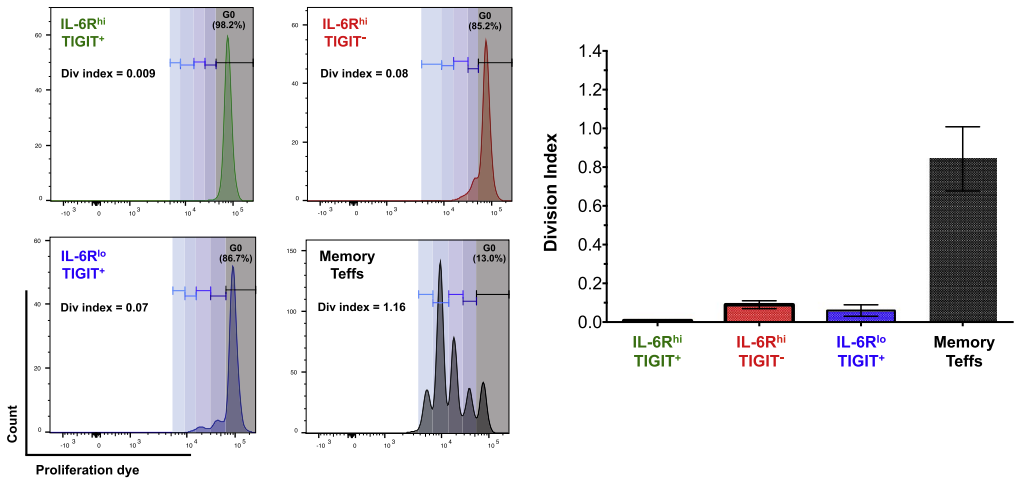 IL-6Rhi
TIGIT+
Div index = 0.009
G0
(98.2%)
60
40
20
0
-10 3
0
10 3
10 4
10 5
IL-6Rhi
TIGIT-
Div index = 0.08
G0
(85.2%)
60
40
20
0
-10 3
0
10 3
10 4
10 5
IL-6Rlo
TIGIT+
Div index = 0.07
G0
(86.7%)
60
40
20
0
-10 3
0
10 3
10 4
10 5
Memory
Teffs
Div index = 1.16
G0
(13.0%)
150
100
50
0
-10 3
0
10 3
10 4
10 5
Count
Proliferation dye
Division Index
1.4
1.2
1.0
0.8
0.6
0.4
0.2
0.0
IL-6Rhi
TIGIT+
IL-6Rhi
TIGIT-
IL-6Rlo
TIGIT+
Memory
Teffs